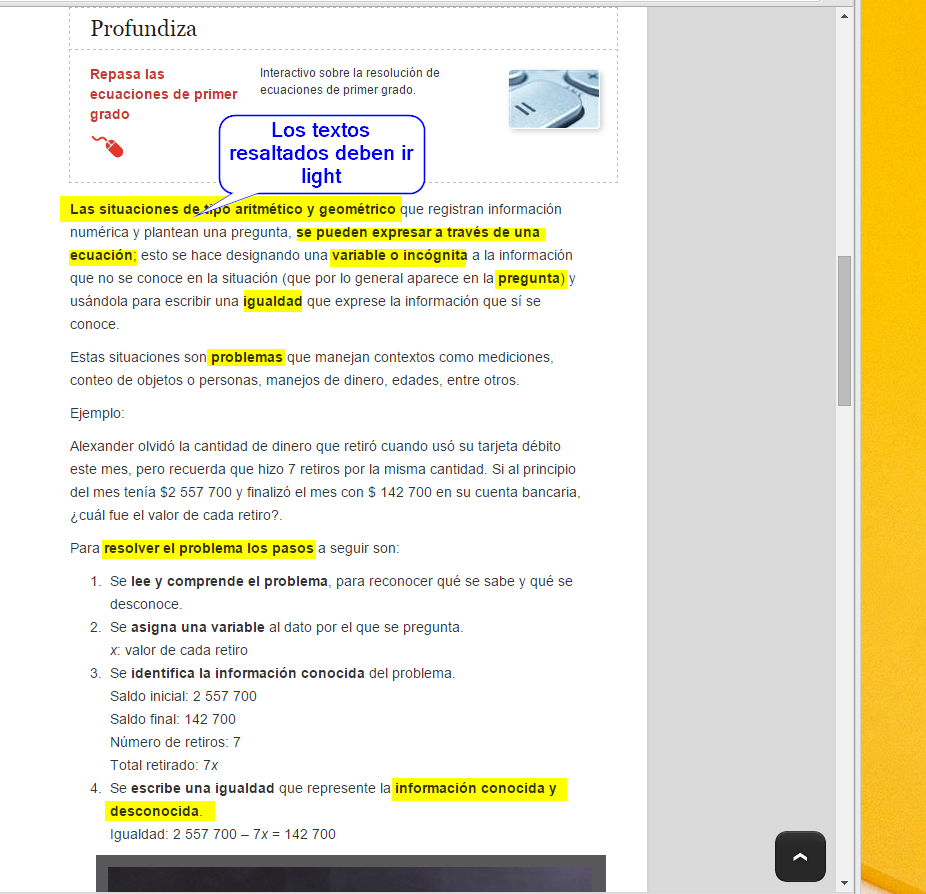 Profundiza
Repasa las
ecuaciones de primer
grado
Interactivo sobre la resolución de
ecuaciones de primer grado.
Los textos
resaltados deben ir
light
Las situaciones de tipo aritmético y geométrico que registran información
numérica y plantean una pregunta, se pueden expresar a través de una
ecuación; esto se hace designando una variable o incógnita a la información
que no se conoce en la situación (que por lo general aparece en la pregunta) y
usándola para escribir una igualdad que exprese la información que sí se
conoce.
Estas situaciones son problemas que manejan contextos como mediciones,
conteo de objetos o personas, manejos de dinero, edades, entre otros.
Ejemplo:
Alexander olvidó la cantidad de dinero que retiró cuando usó su tarjeta débito
este mes, pero recuerda que hizo 7 retiros por la misma cantidad. Si al principio
del mes tenía $2 557 700 y finalizó el mes con $ 142 700 en su cuenta bancaria,
¿cuál fue el valor de cada retiro?.
Para resolver el problema los pasos a seguir son:
1. Se lee y comprende el problema, para reconocer qué se sabe y qué se
desconoce.
2. Se asigna una variable al dato por el que se pregunta.
x: valor de cada retiro
3. Se identifica la información conocida del problema.
Saldo inicial: 2 557 700
Saldo final: 142 700
Número de retiros: 7
Total retirado: 7x
4. Se escribe una igualdad que represente la información conocida y
desconocida.
Igualdad: 2 557 700 – 7x = 142 700